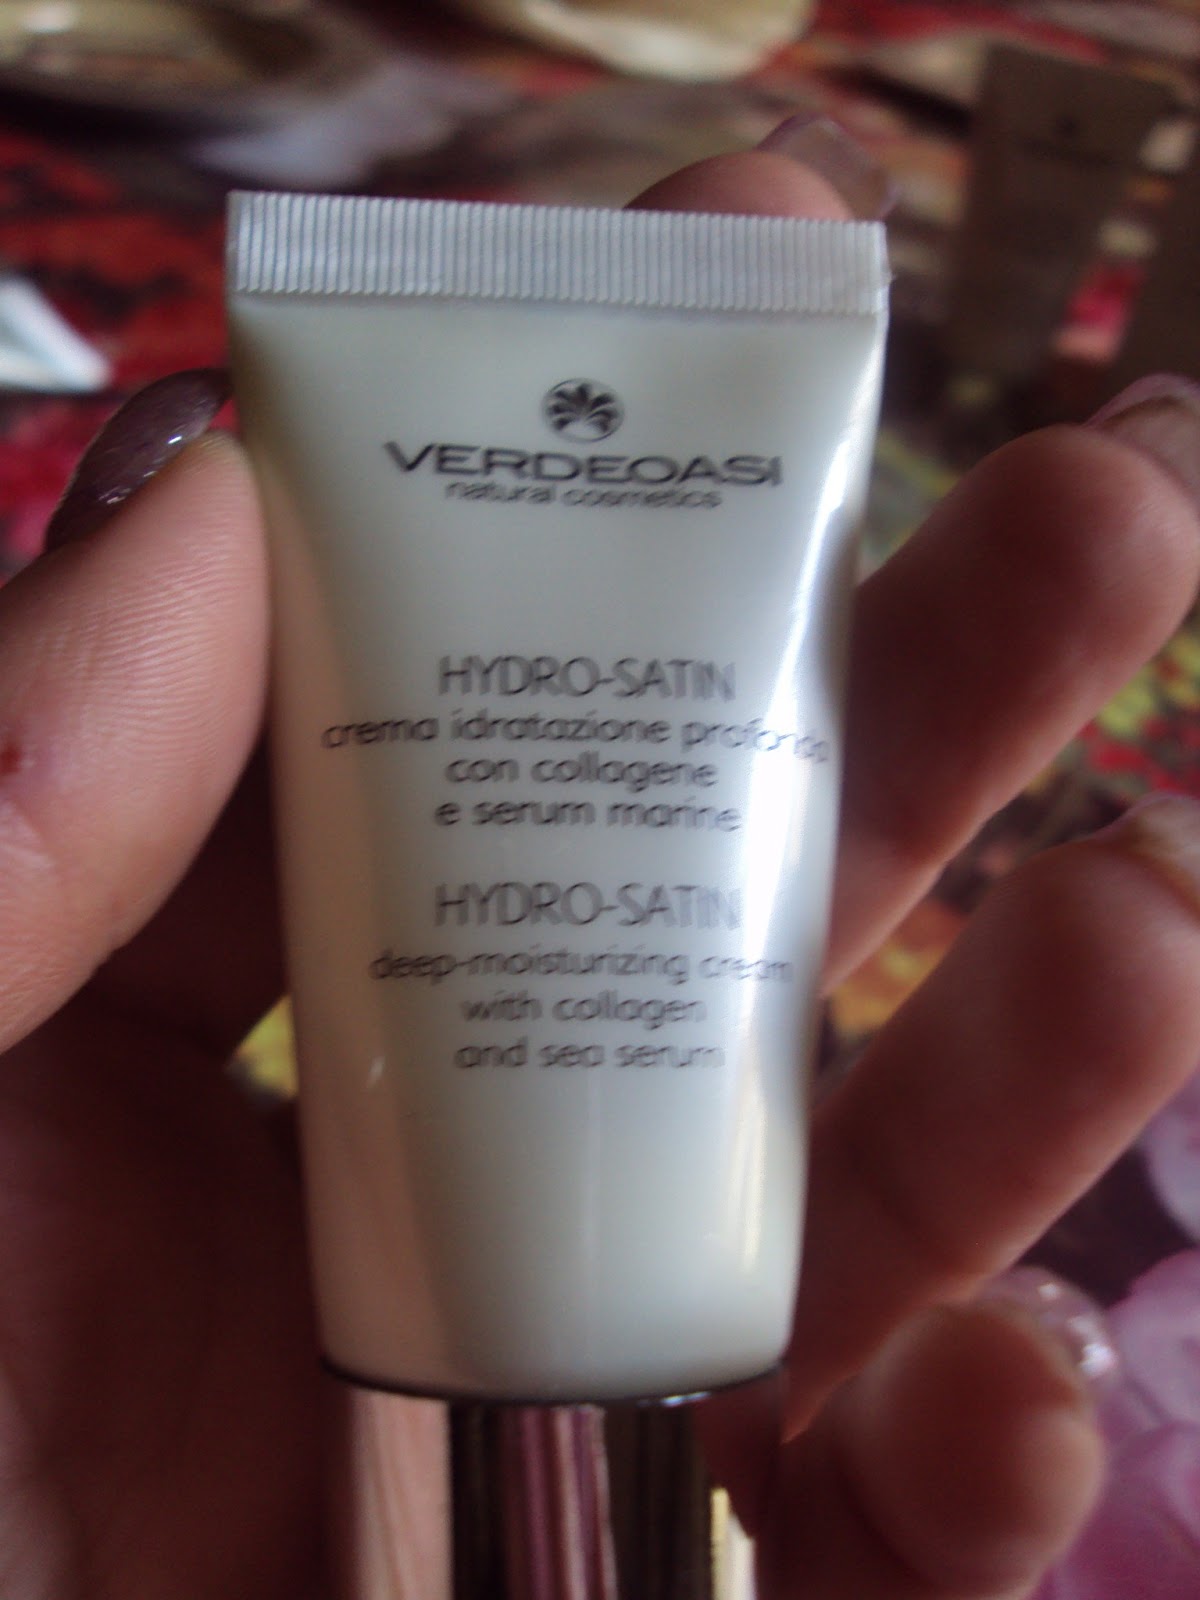 VERDEOASI
natural cosmetics
HYDRO-SATIN
crema idratazione profonda
con collagene
e serum marine
HYDRO-SATIN
deep-moisturizing cream
with collagen
and sea serum